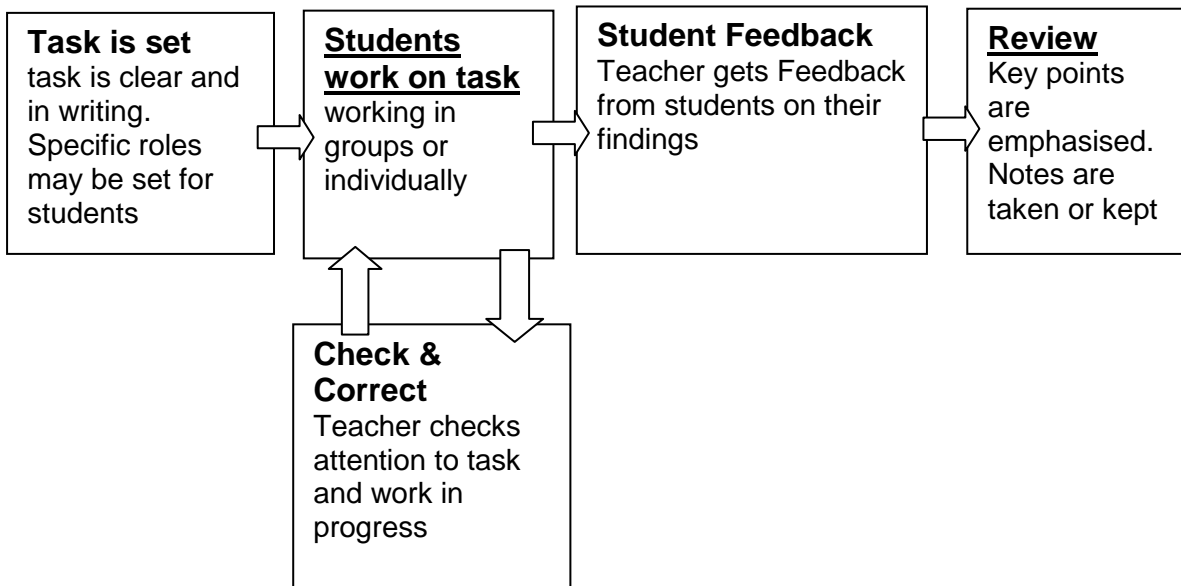 Task is set
task is clear and
in writing.
Specific roles
may be set for
students
Students
work on task
working in
groups or
individually
Student Feedback
Teacher gets Feedback
from students on their
findings
Review
Key points
are
emphasised.
Notes are
taken or kept
Check &
Correct
Teacher checks
attention to task
and work in
progress